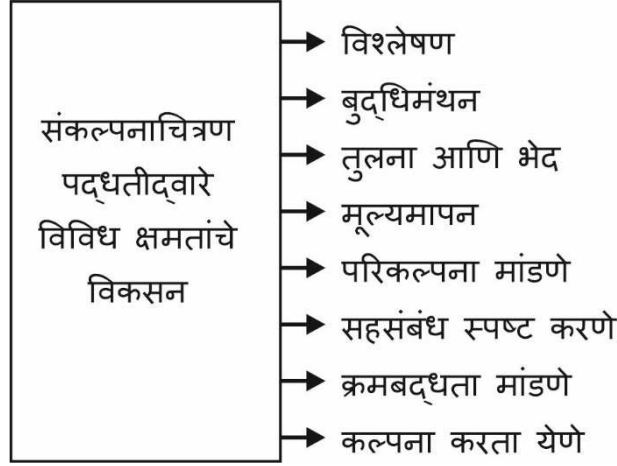 संकल्पनाचित्रण
पद्धतीद्वारे
विविध क्षमतांचे
विकसन
विश्लेषण
बुद्धिमंथन
तुलना आणि भेद
मूल्यमापन
परिकल्पना मांडणे
सहसंबंध स्पष्ट करणे
क्रमबद्धता मांडणे
कल्पना करता येणे